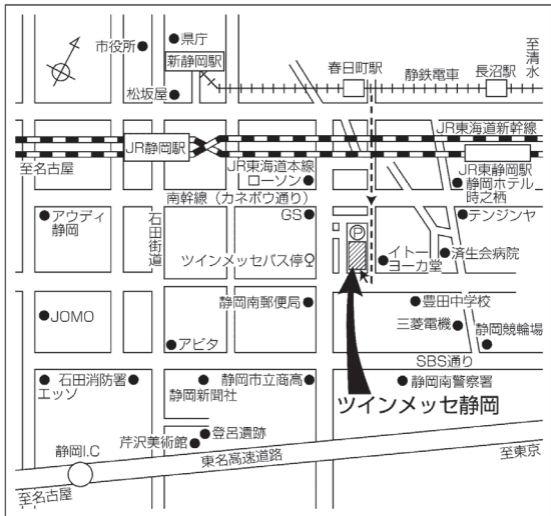 市役所
県庁
新静岡駅
松坂屋
春日町駅
静鉄電車
長沼駅
至清水
JR静岡駅
JR東海道新幹線
至名古屋
JR東海道本線
JR東静岡駅
ローソン
静岡ホテル
時之栖
南幹線(カネボウ通り)
アウディ
静岡
石田街道
GS
P
テンジンヤ
ツインメッセバス停
イトー
ヨーカ堂
済生会病院
JOMO
静岡南郵便局
豊田中学校
三菱電機
静岡競輪場
アピタ
SBS通り
石田消防署
エッソ
静岡市立商高
静岡新聞社
静岡南警察署
ツインメッセ静岡
登呂遺跡
芹沢美術館
静岡I.C
東名高速道路
至東京
至名古屋